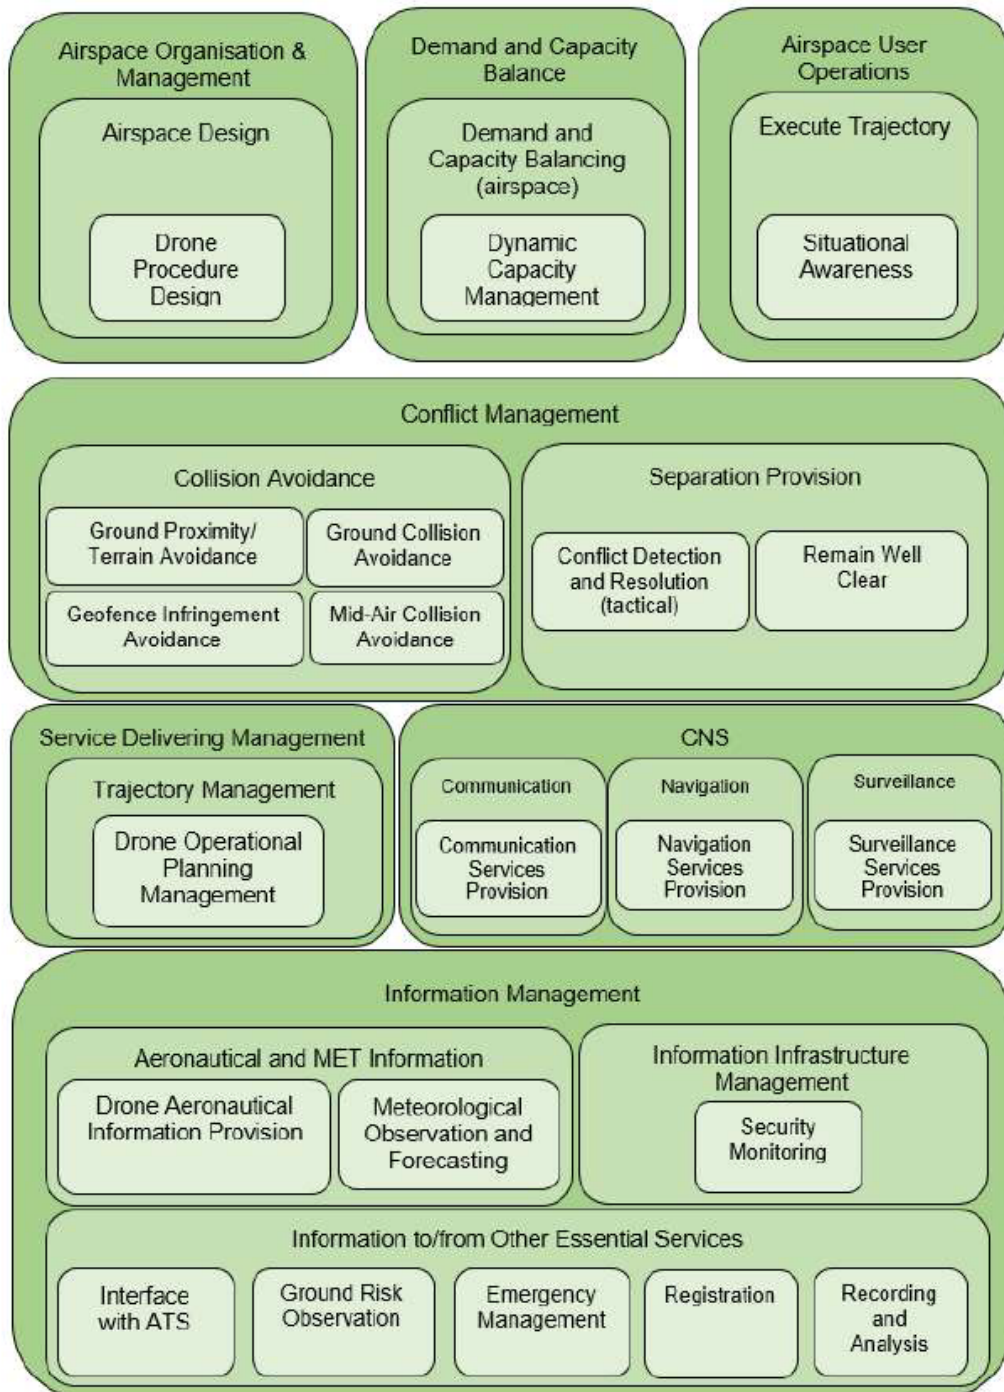 Airspace Organisation &
Management
Airspace Design
Drone
Procedure
Design
Demand and Capacity
Balance
Demand and
Capacity Balancing
(airspace)
Dynamic
Capacity
Management
Airspace User
Operations
Execute Trajectory
Situational
Awareness
Conflict Management
Collision Avoidance
Ground Proximity/
Terrain Avoidance
Ground Collision
Avoidance
Geofence Infringement
Avoidance
Mid-Air Collision
Avoidance
Separation Provision
Conflict Detection
and Resolution
(tactical)
Remain Well
Clear
Service Delivering Management
Trajectory Management
Drone Operational
Planning
Management
CNS
Communication
Communication
Services
Provision
Navigation
Navigation
Services
Provision
Surveillance
Surveillance
Services
Provision
Information Management
Aeronautical and MET Information
Drone Aeronautical
Information Provision
Meteorological
Observation and
Forecasting
Information Infrastructure
Management
Security
Monitoring
Information to/from Other Essential Services
Interface
with ATS
Ground Risk
Observation
Emergency
Management
Registration
Recording
and
Analysis